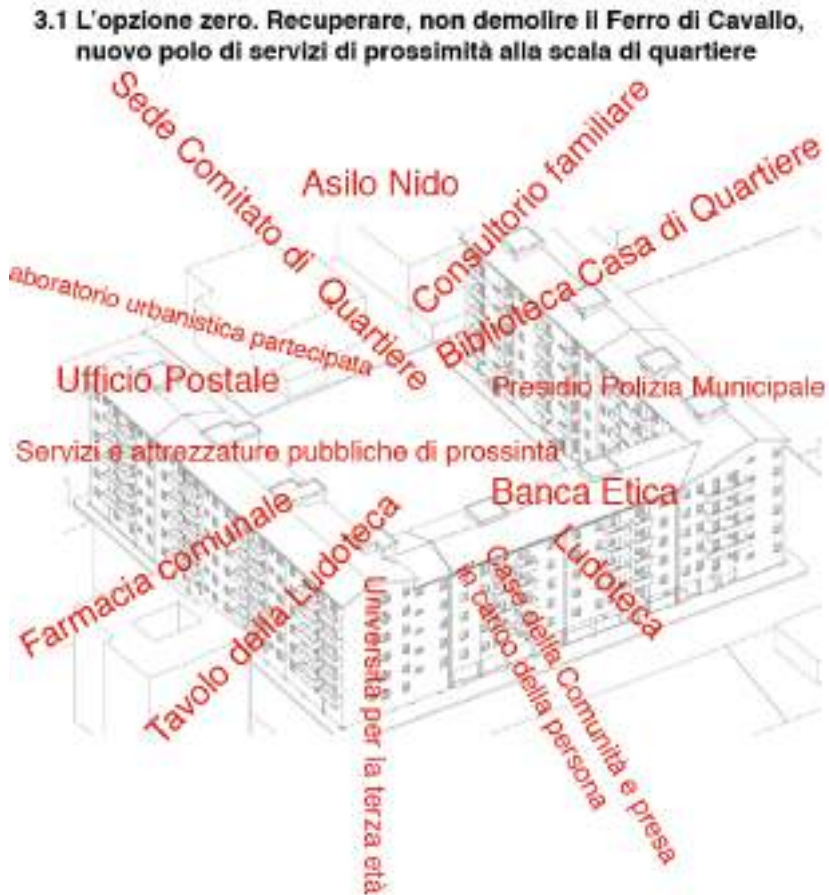 3.1 L'opzione zero. Recuperare, non demolire il Ferro di Cavallo,
nuovo polo di servizi di prossimità alla scala di quartiere
Sede Comitato di Quartiere
Asilo Nido
Consultorio familiare
Biblioteca Casa di Quartiere
aboratorio urbanistica partecipata
Ufficio Postale
Presidio Polizia Municipale
Servizi e attrezzature pubbliche di prossintà
Banca Etica
Farmacia comunale
Tavolo della Ludoteca
Ludoteca
Università per la terza età
Case della Comunità e presa
in carico della persona